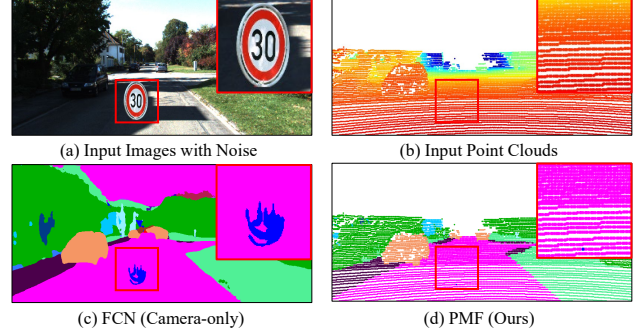 30
30
(a) Input Images with Noise
(b) Input Point Clouds
(c) FCN (Camera-only)
(d) PMF (Ours)